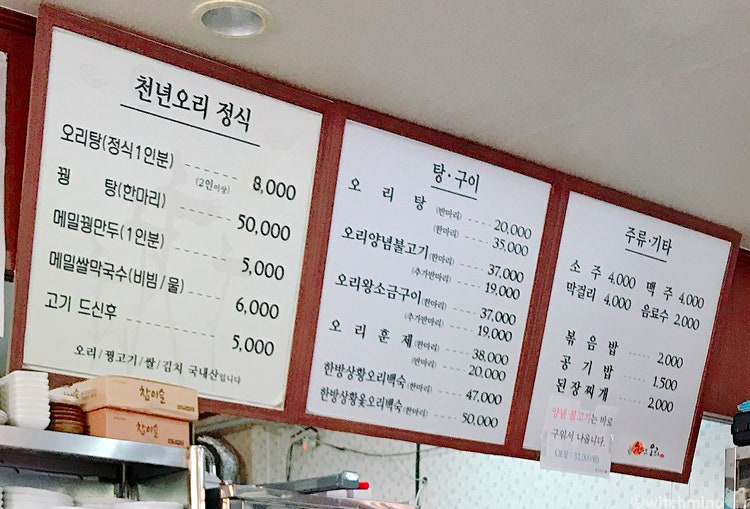 천년오리 정식
오리탕(정식1인분) (2인이상) 8,000
꿩 탕(한마리) 50,000
메밀꿩만두(1인분) 5,000
메밀쌀막국수(비빔/물) 6,000
고기 드신후 5,000
오리/꿩고기/쌀/김치 국내산입니다
탕·구이
오 리 탕 (반마리) 20,000
(한마리) 35,000
오리양념불고기(한마리) 37,000
(추가반마리) 19,000
오리왕소금구이(한마리) 37,000
(추가반마리) 19,000
오 리 훈 제(한마리) 38,000
(반마리) 20,000
한방상황오리백숙(한마리) 47,000
한방상황옻오리백숙(한마리) 50,000
주류·기타
소 주 4,000 맥 주 4,000
막걸리 4,000 음료수 2,000
볶 음 밥 2,000
공 기 밥 1,500
된 장 찌 개 2,000
양념 불고기는 바로
구워서 나옵니다.
참이슬
©witchmino